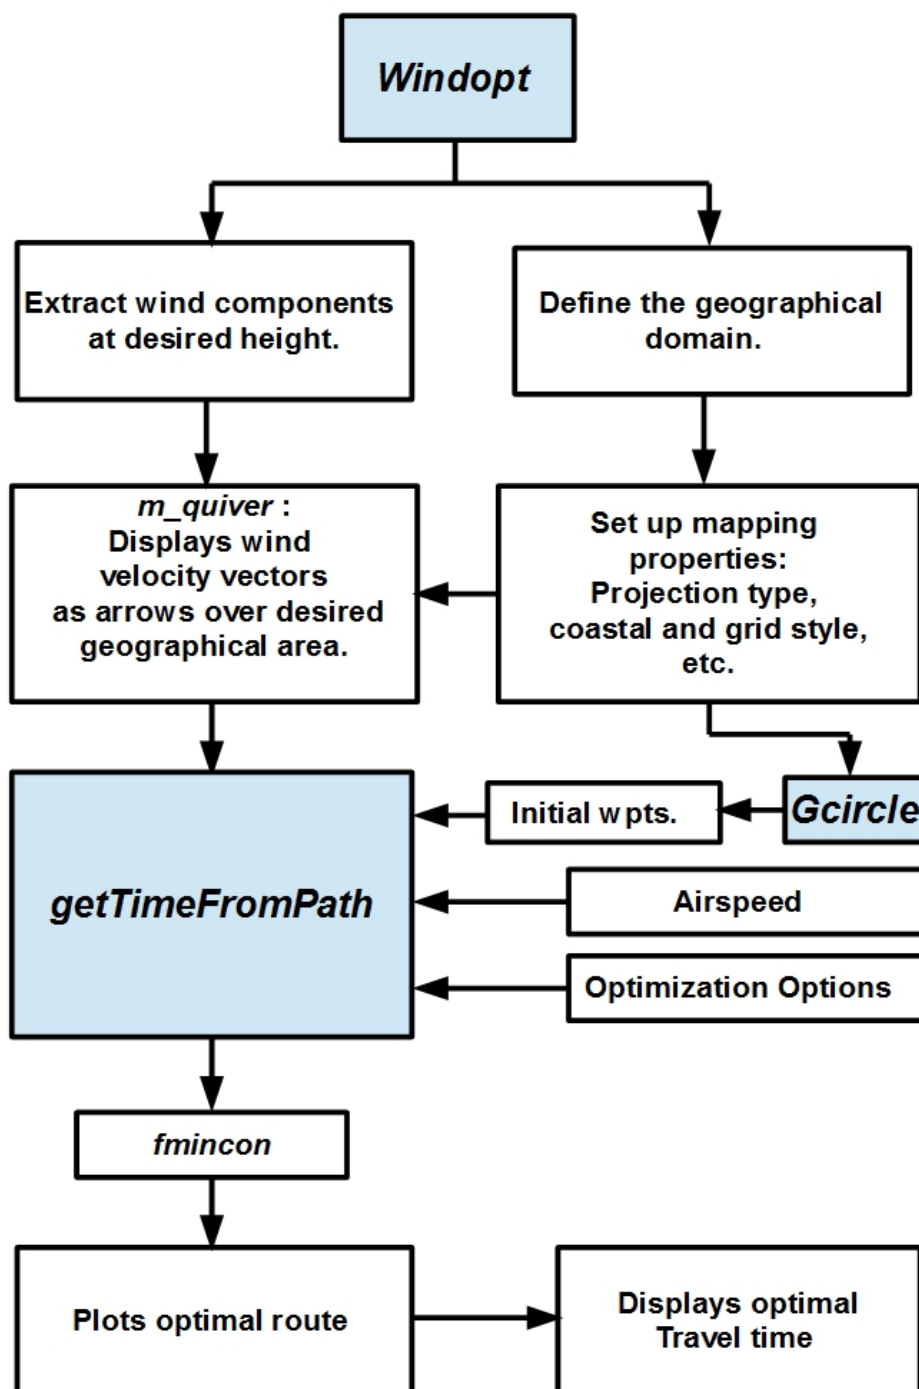 Windopt
Extract wind components
at desired height.
Define the geographical
domain.
m_quiver :
Displays wind
velocity vectors
as arrows over desired
geographical area.
Set up mapping
properties:
Projection type,
coastal and grid style,
etc.
Gcircle
Initial wpts.
getTimeFromPath
Airspeed
Optimization Options
fmincon
Plots optimal route
Displays optimal
Travel time